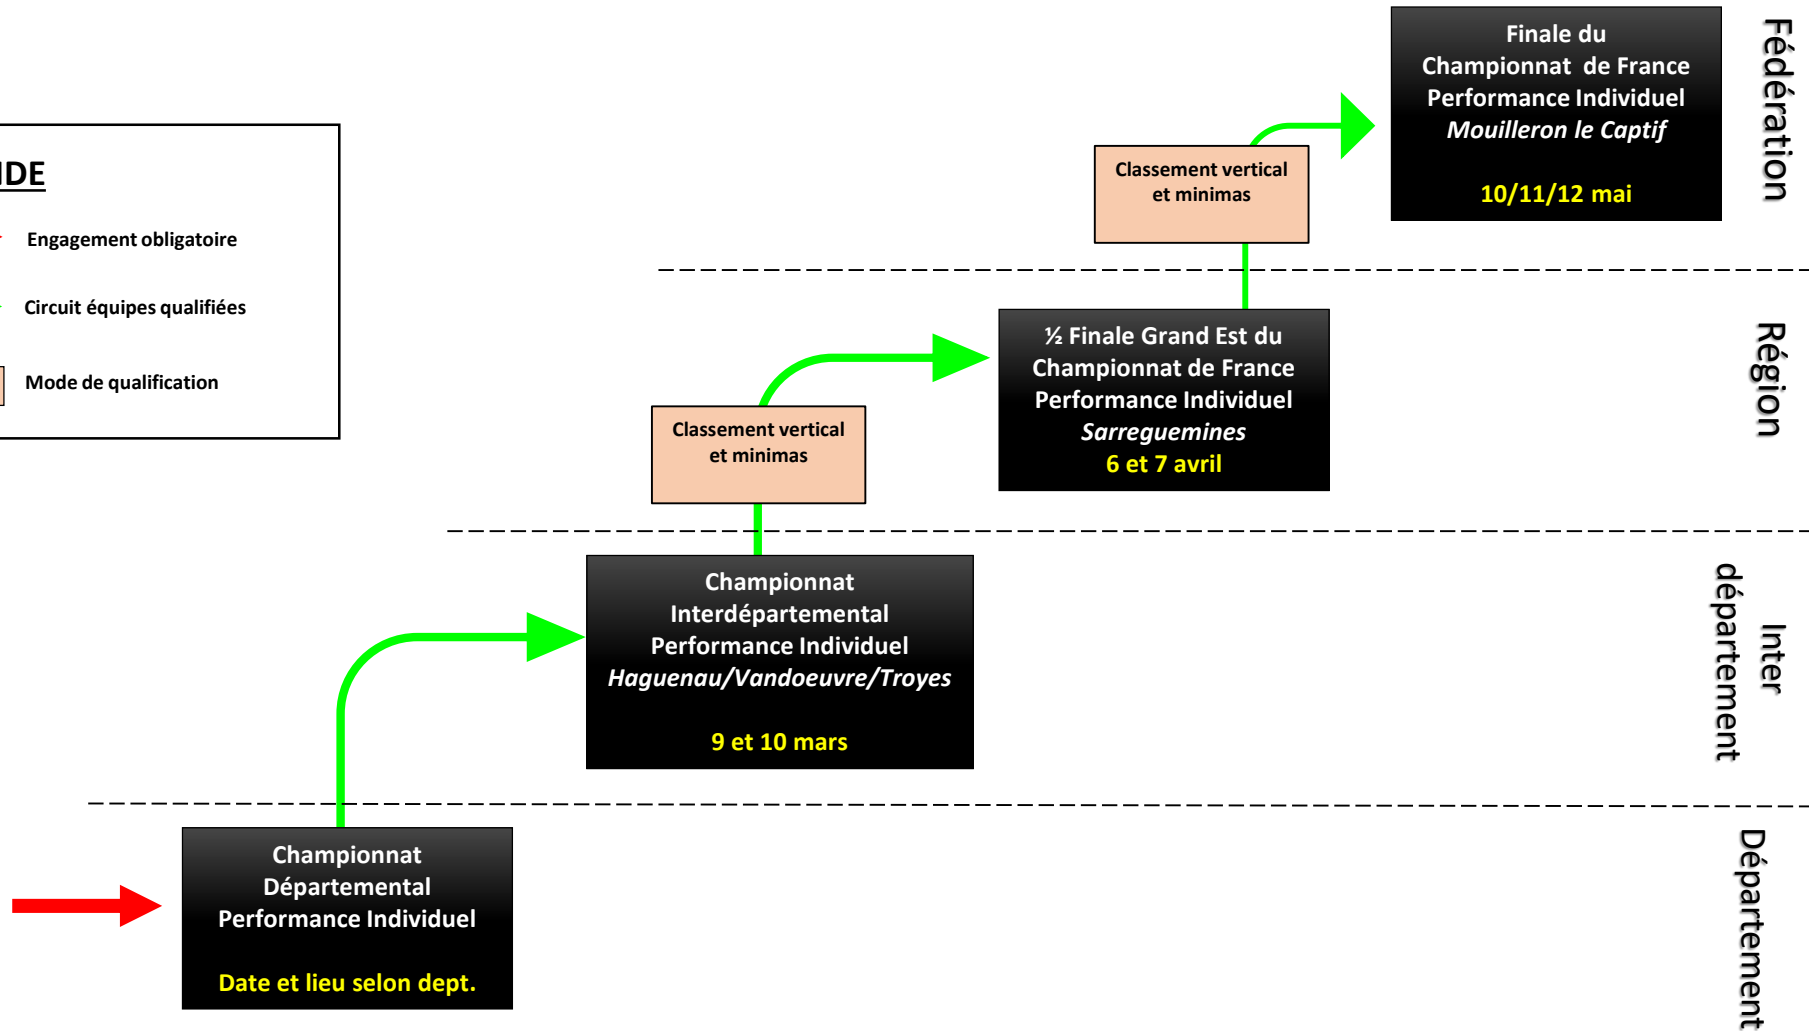 Finale du
Championnat de France
Performance Individuel
Mouilleron le Captif
10/11/12 mai
Fédération
Classement vertical
et minimas
Engagement obligatoire
Circuit équipes qualifiées
Mode de qualification
½ Finale Grand Est du
Championnat de France
Performance Individuel
Sarreguemines
6 et 7 avril
Région
Classement vertical
et minimas
Championnat
Interdépartemental
Performance Individuel
Haguenau/Vandoeuvre/Troyes
9 et 10 mars
Inter
département
Championnat
Départemental
Performance Individuel
Date et lieu selon dept.
Département